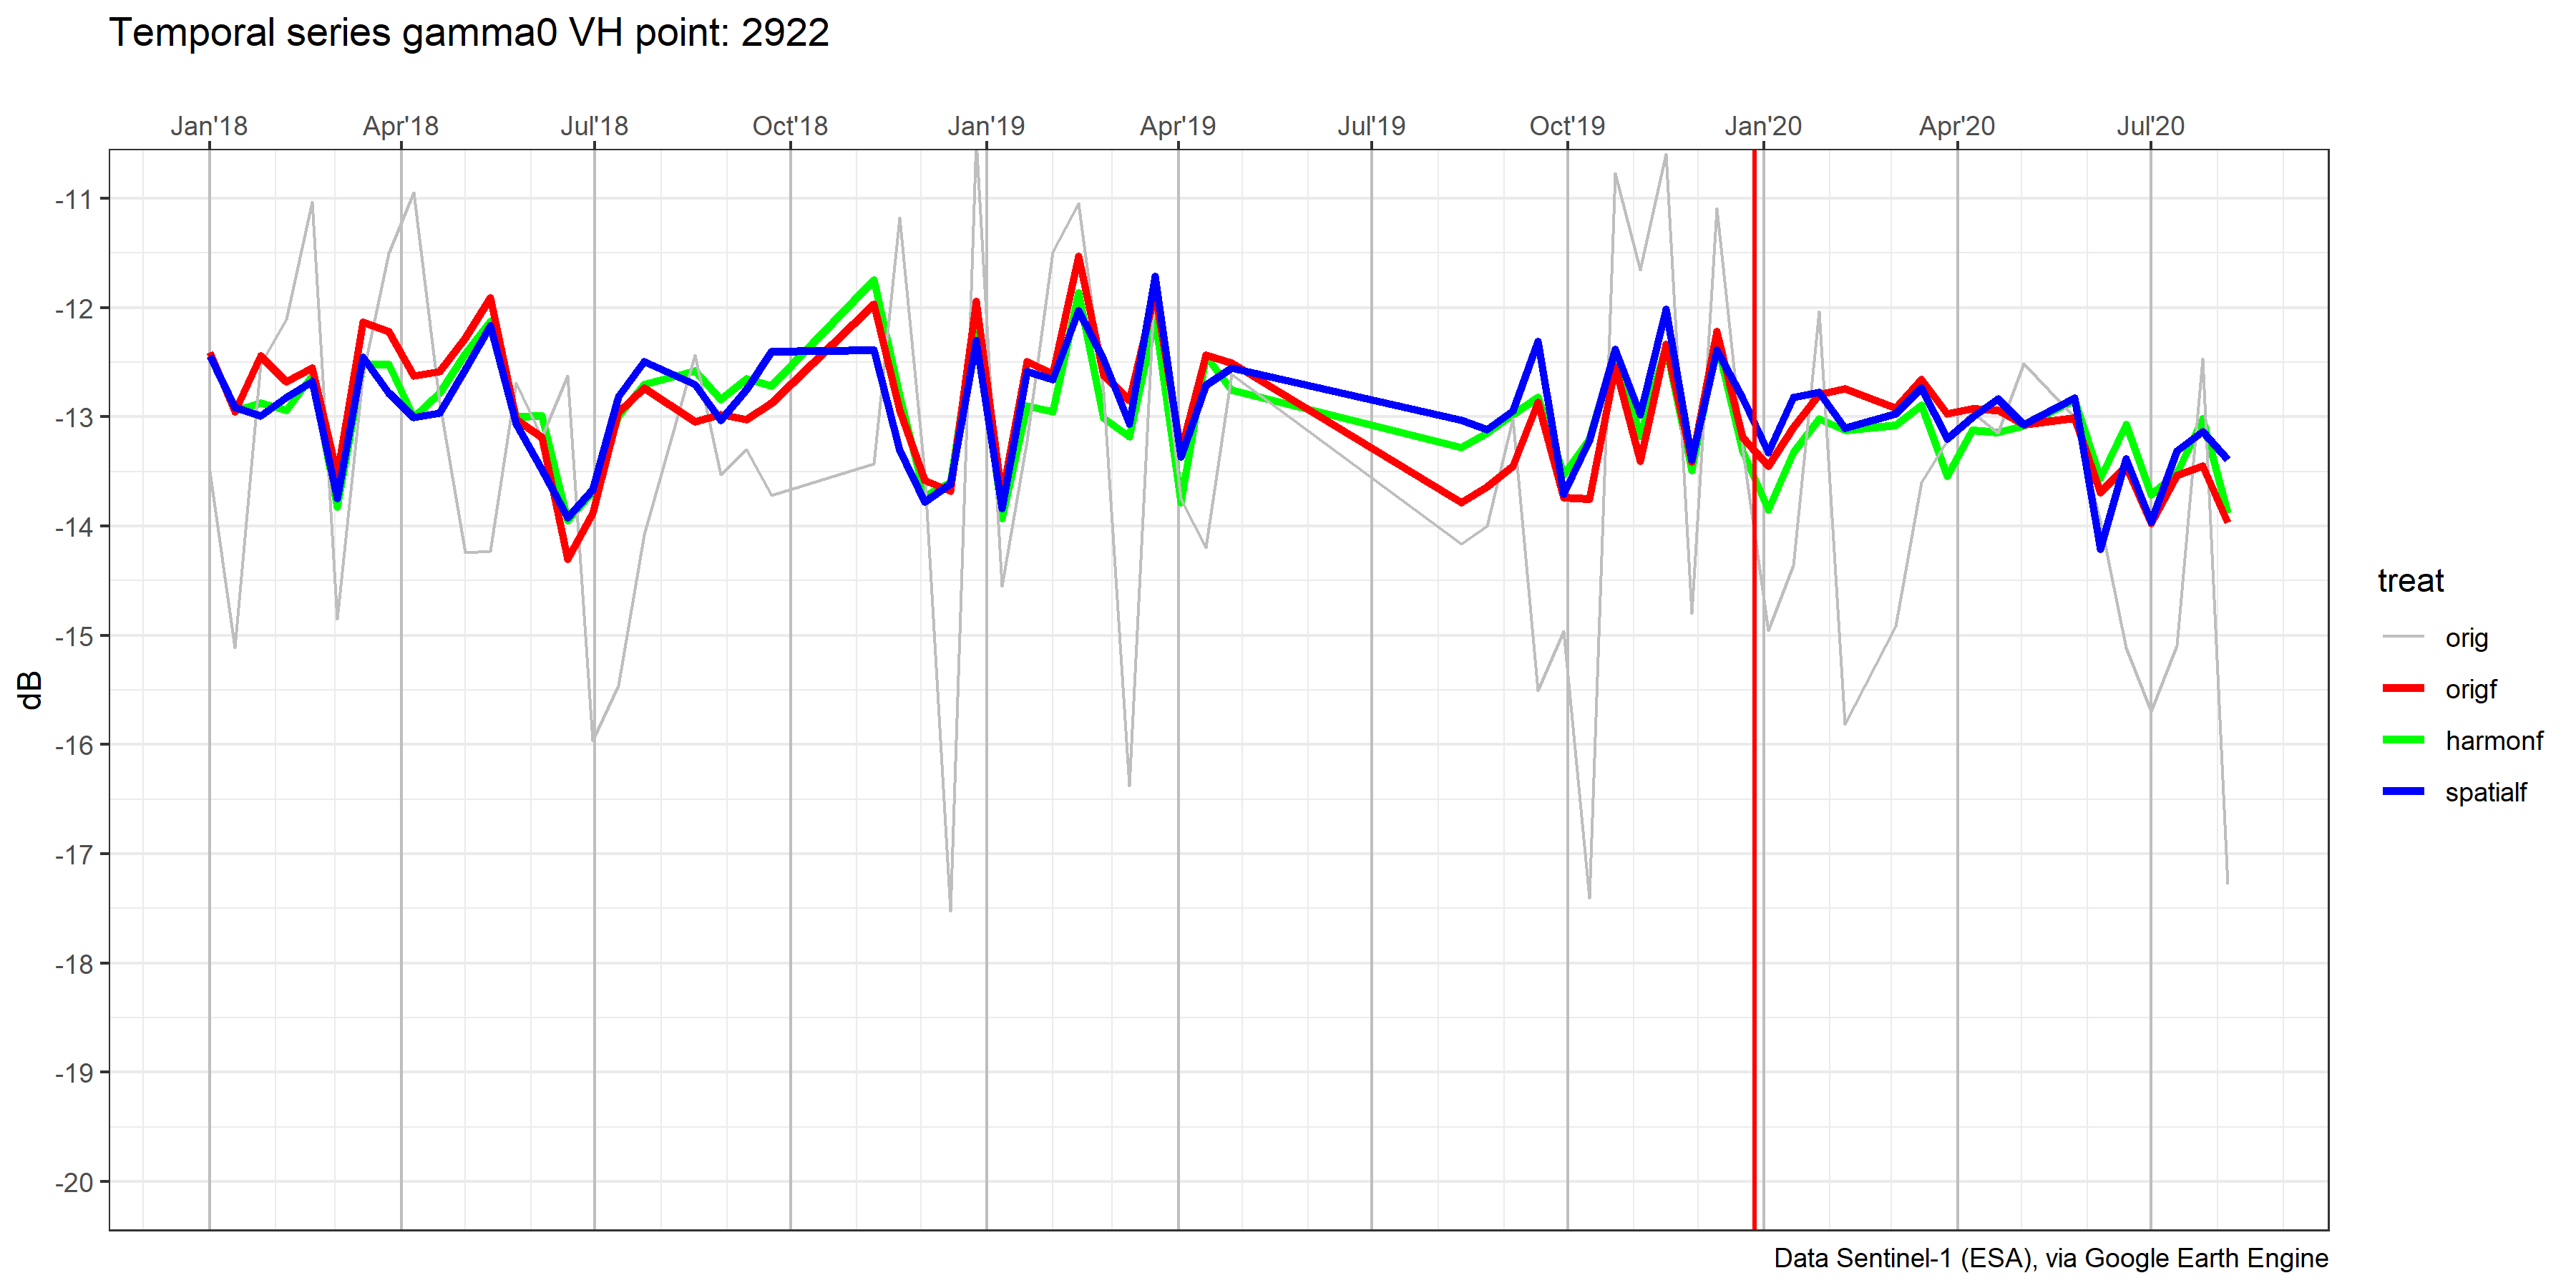 Temporal series gamma0 VH point: 2922
Jan'18 Apr'18 Jul'18 Oct'18 Jan'19 Apr'19 Jul'19 Oct'19 Jan'20 Apr'20 Jul'20
-11
-12
-13
-14
-15
-16
-17
-18
-19
-20
dB
treat
orig
origf
harmonf
spatialf
Data Sentinel-1 (ESA), via Google Earth Engine